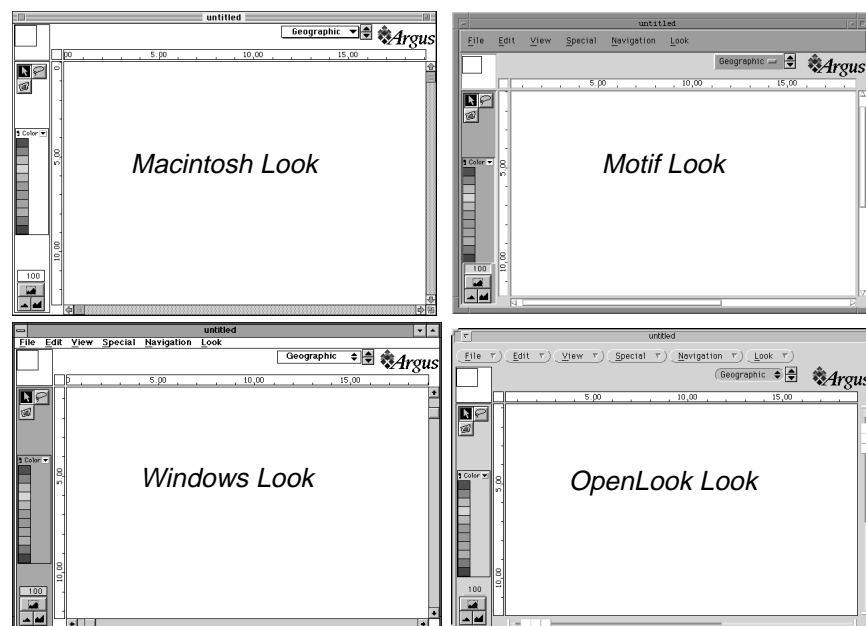 untitled
Geographic
Argus
00 5,00 10,00 15,00
0
Color
5,00
Macintosh Look
10,00
100
untitled
File Edit View Special Navigation Look
Geographic
Argus
5,00 10,00 15,00
Color
5,00
Motif Look
10,00
100
untitled
File Edit View Special Navigation Look
Geographic
Argus
0 5,00 10,00 15,00
Color
5,00
Windows Look
10,00
100
untitled
File Edit View Special Navigation Look
Geographic
Argus
5,00 10,00 15,00
Color
5,00
OpenLook Look
10,00
100